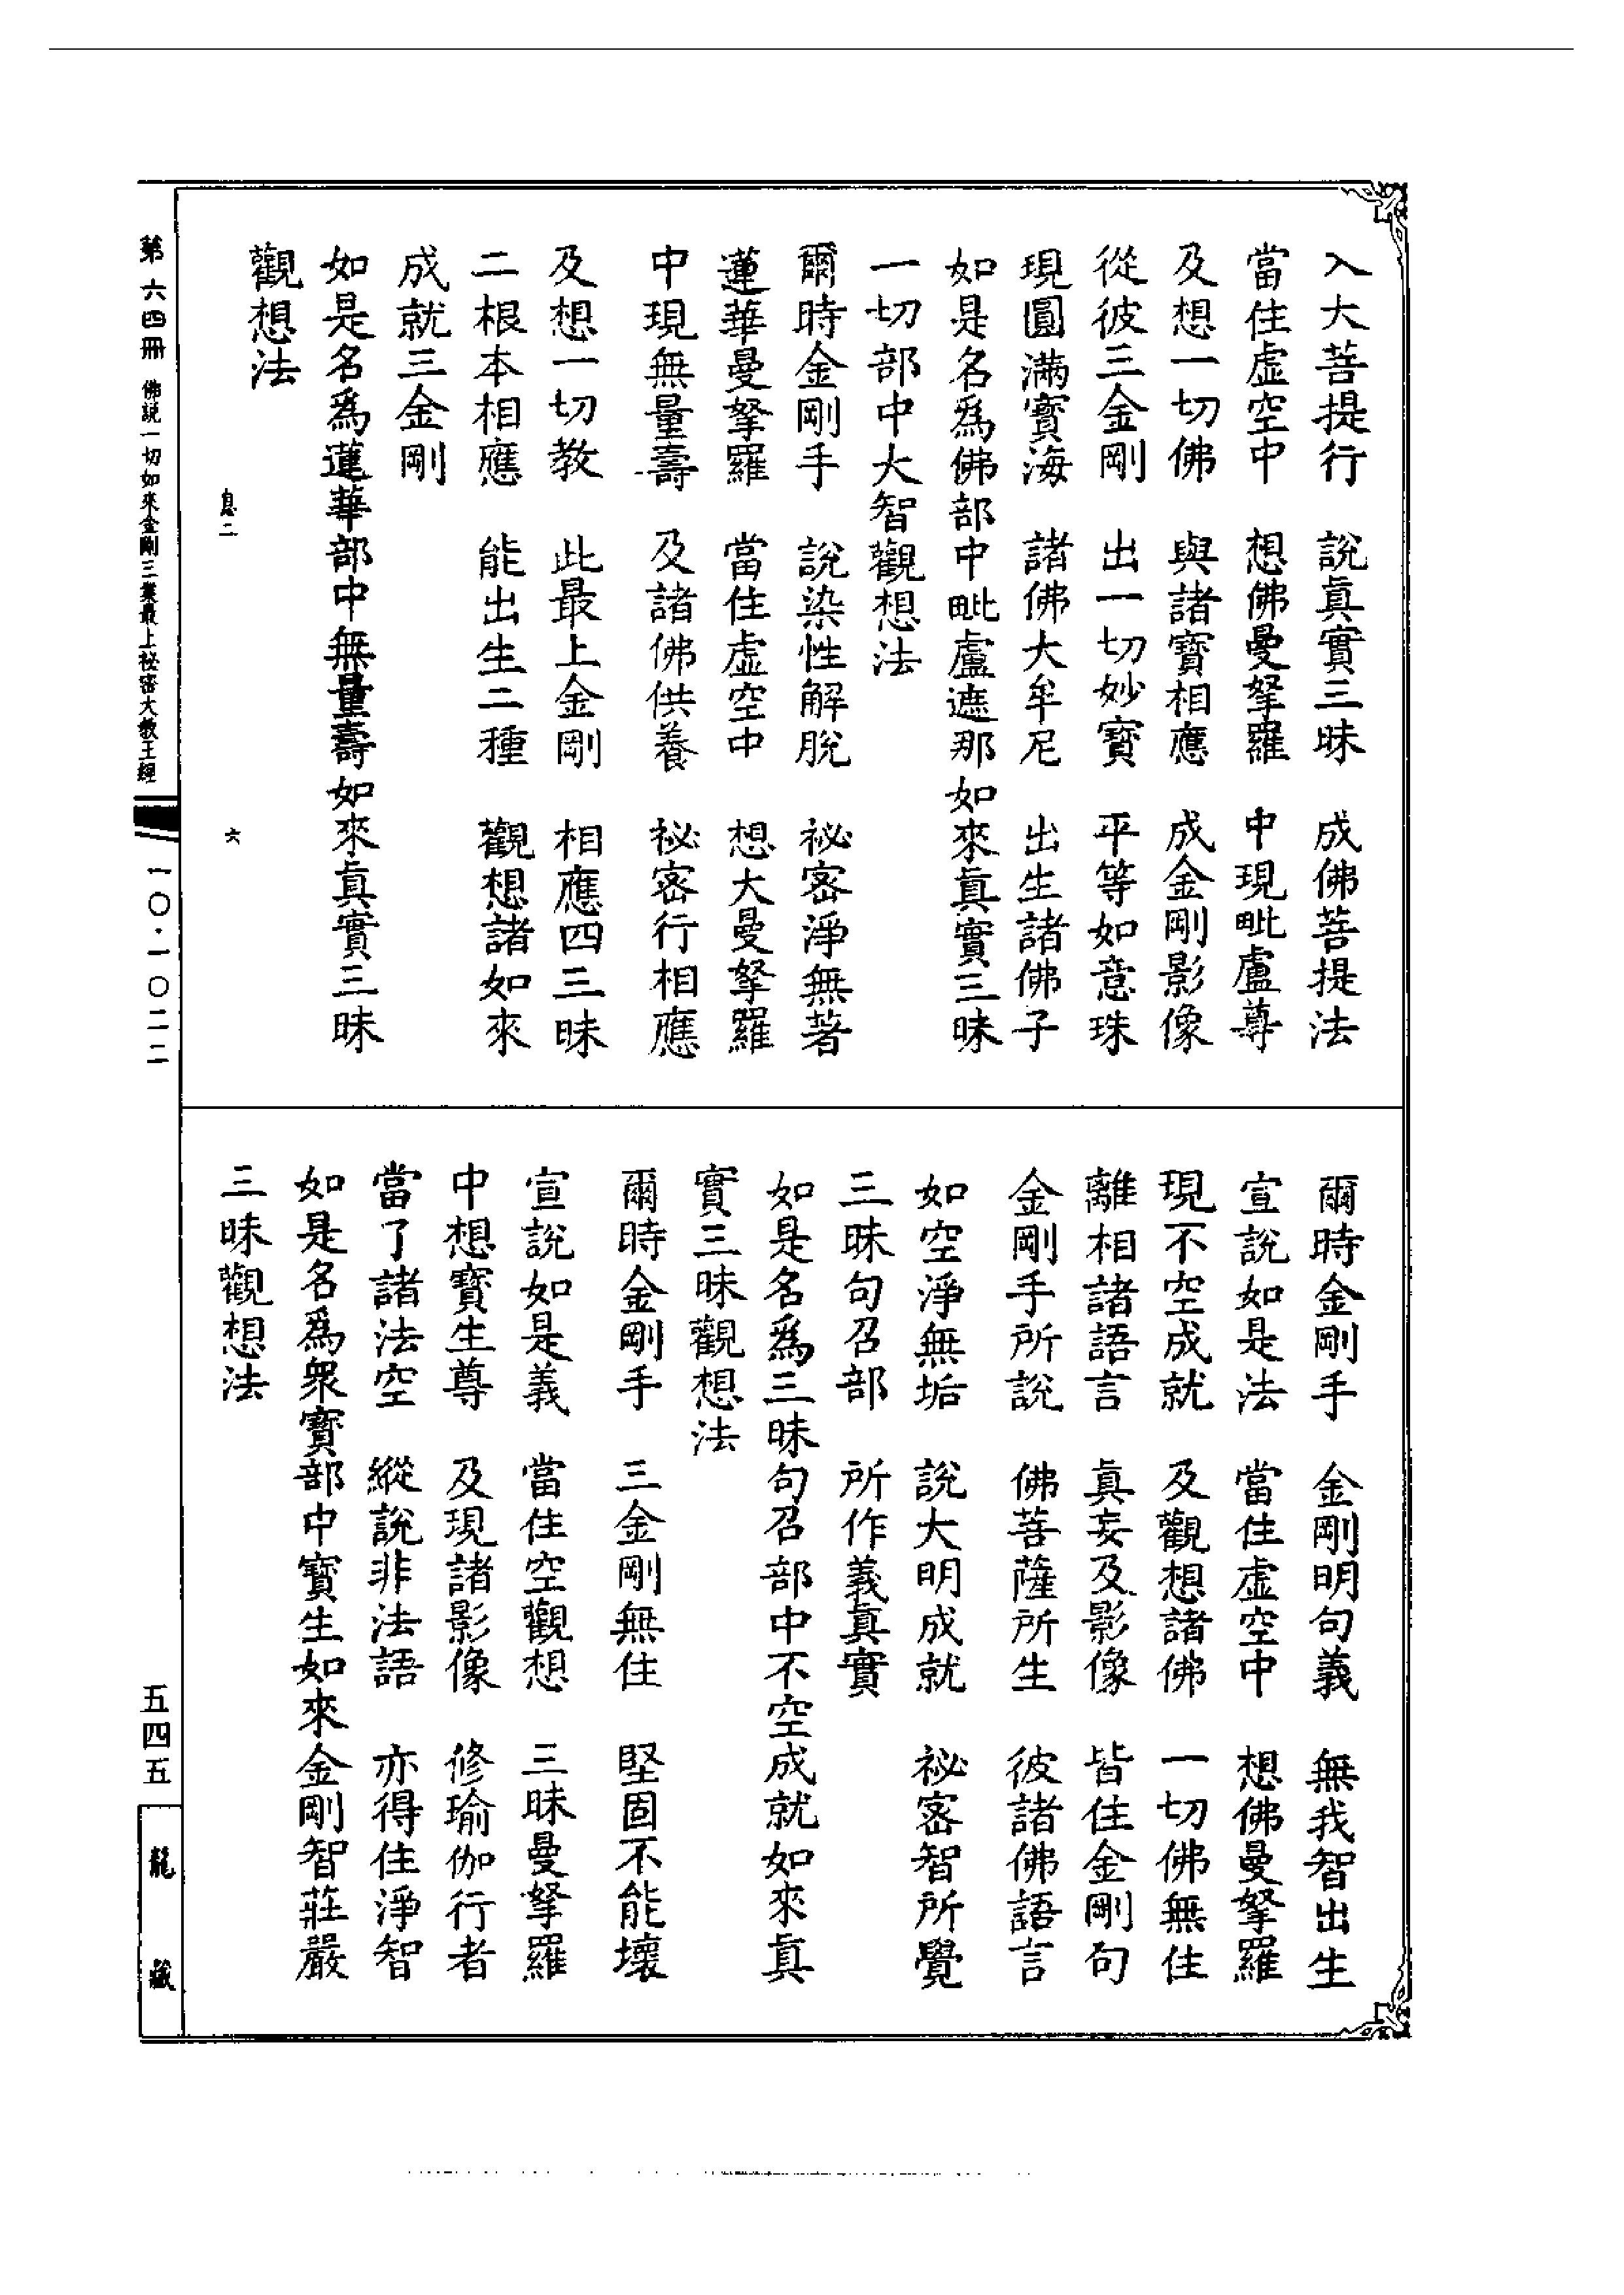 入大菩提行　說真實三昧　成佛菩提法
當住虛空中　想佛曼拏羅　中現毗盧尊
及想一切佛　與諸寶相應　成金剛影像
從彼三金剛　出一切妙寶　平等如意珠
現圓滿寶海　諸佛大牟尼　出生諸佛子
如是名爲佛部中毗盧遮那如來真實三昧
一切部中大智觀想法
爾時金剛手　說染性解脫　祕密淨無著
蓮華曼拏羅　當住虛空中　想大曼拏羅
中現無量壽　及諸佛供養　祕密行相應
及想一切教　此最上金剛　相應四三昧
二根本相應　能出生二種　觀想諸如來
成就三金剛
如是名爲蓮華部中無量壽如來真實三昧
觀想法
息二　六
爾時金剛手　金剛明句義　無我智出生
宣說如是法　當住虛空中　想佛曼拏羅
現不空成就　及觀想諸佛　一切佛無住
離相諸語言　真妄及影像　皆住金剛句
金剛手所說　佛菩薩所生　彼諸佛語言
如空淨無垢　說大明成就　祕密智所覺
三昧句召部　所作義真實
如是名爲三昧句召部中不空成就如來真
實三昧觀想法
爾時金剛手　三金剛無住　堅固不能壞
宣說如是義　當住空觀想　三昧曼拏羅
中想寶生尊　及現諸影像　修瑜伽行者
當了諸法空　縱說非法語　亦得住淨智
如是名爲衆寶部中寶生如來金剛智莊嚴
三昧觀想法
第六四冊　佛說一切如來金剛三業最上祕密大教王經　一〇·一〇二二　五四五　龍藏